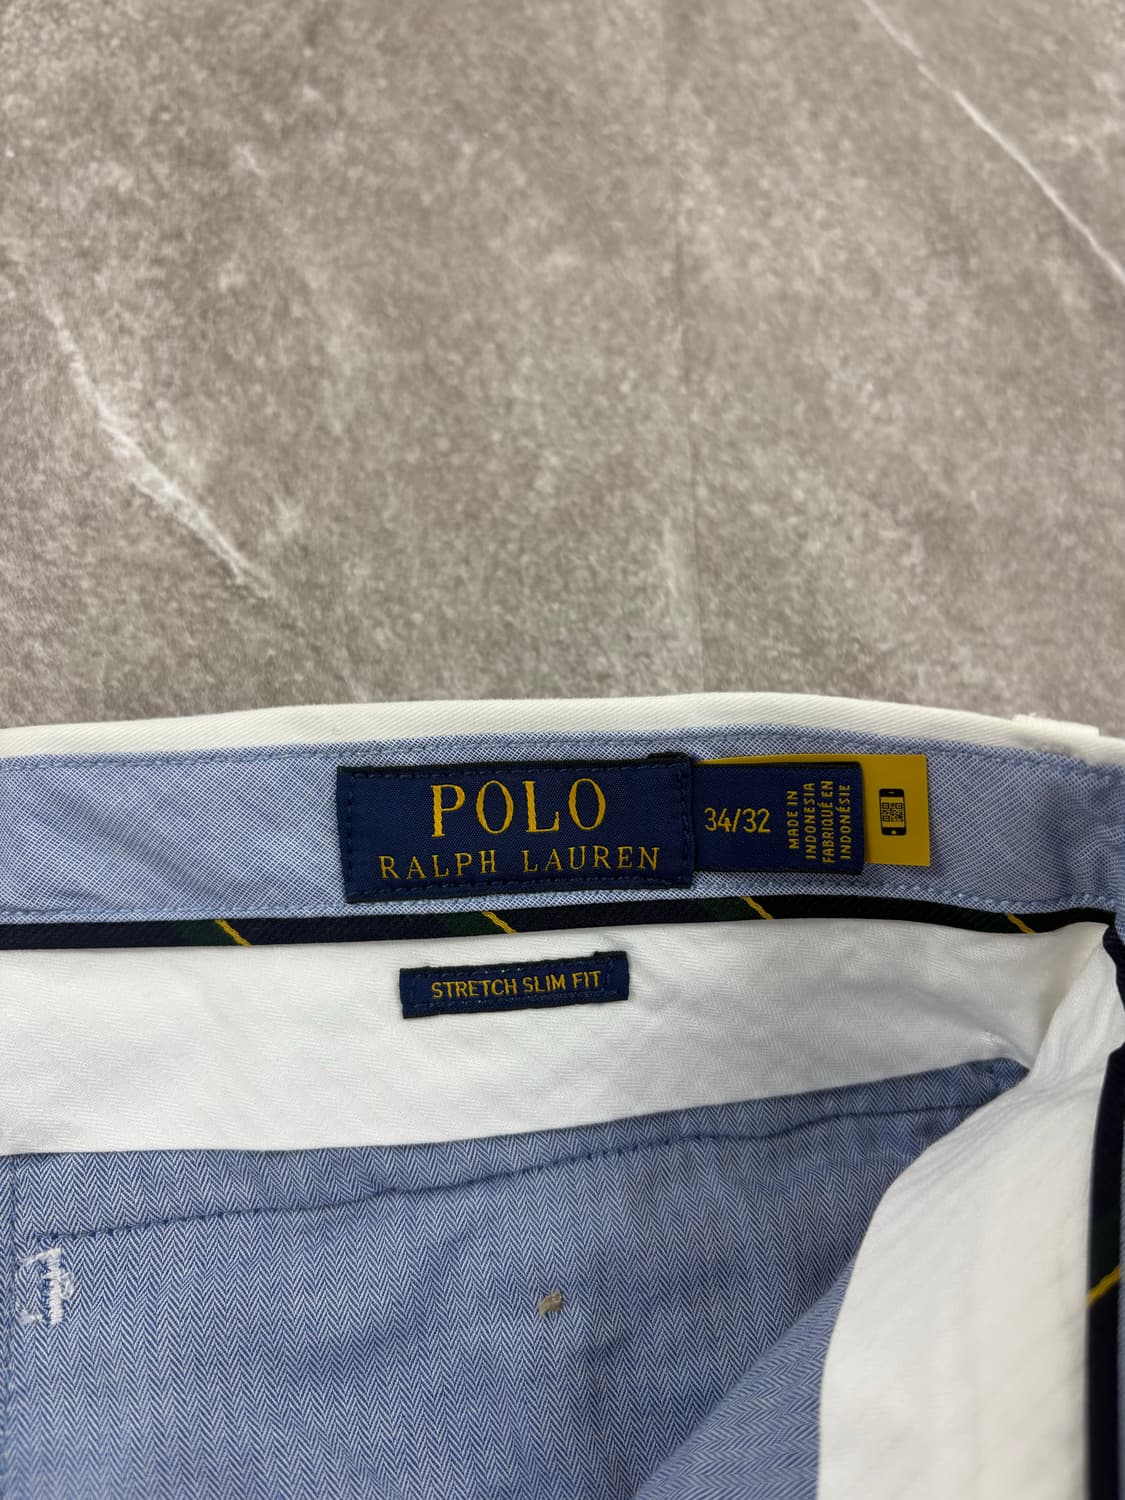 POLO
RALPH LAUREN
34/32
MADE IN
INDONESIA
FABRIQUÉ EN
INDONÉSIE
STRETCH SLIM FIT